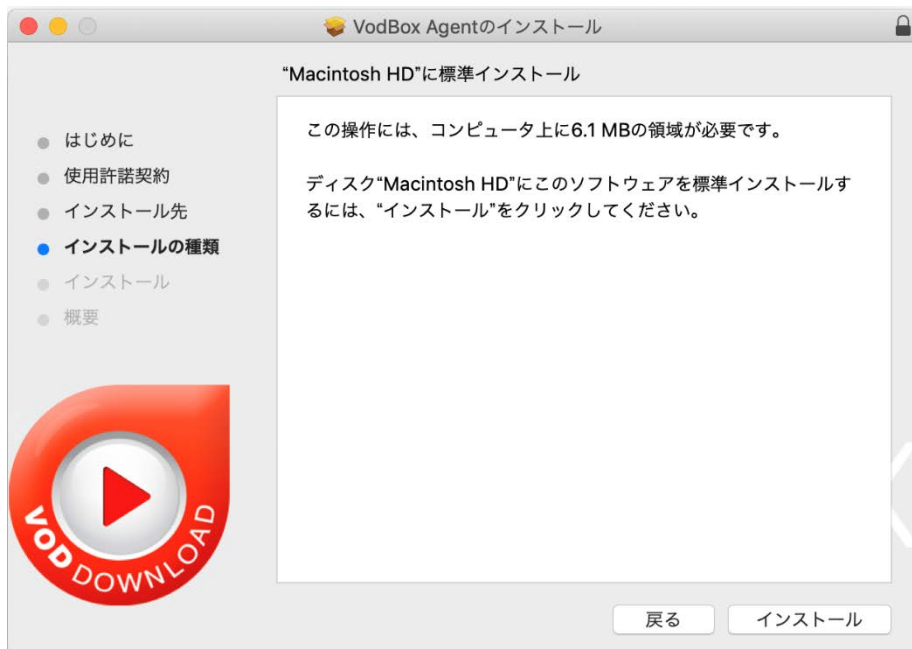 VodBox Agentのインストール
“Macintosh HD”に標準インストール
はじめに
使用許諾契約
インストール先
インストールの種類
インストール
概要
この操作には、コンピュータ上に6.1 MBの領域が必要です。
ディスク“Macintosh HD”にこのソフトウェアを標準インストールす
るには、“インストール”をクリックしてください。
VOD DOWNLOAD
戻る
インストール